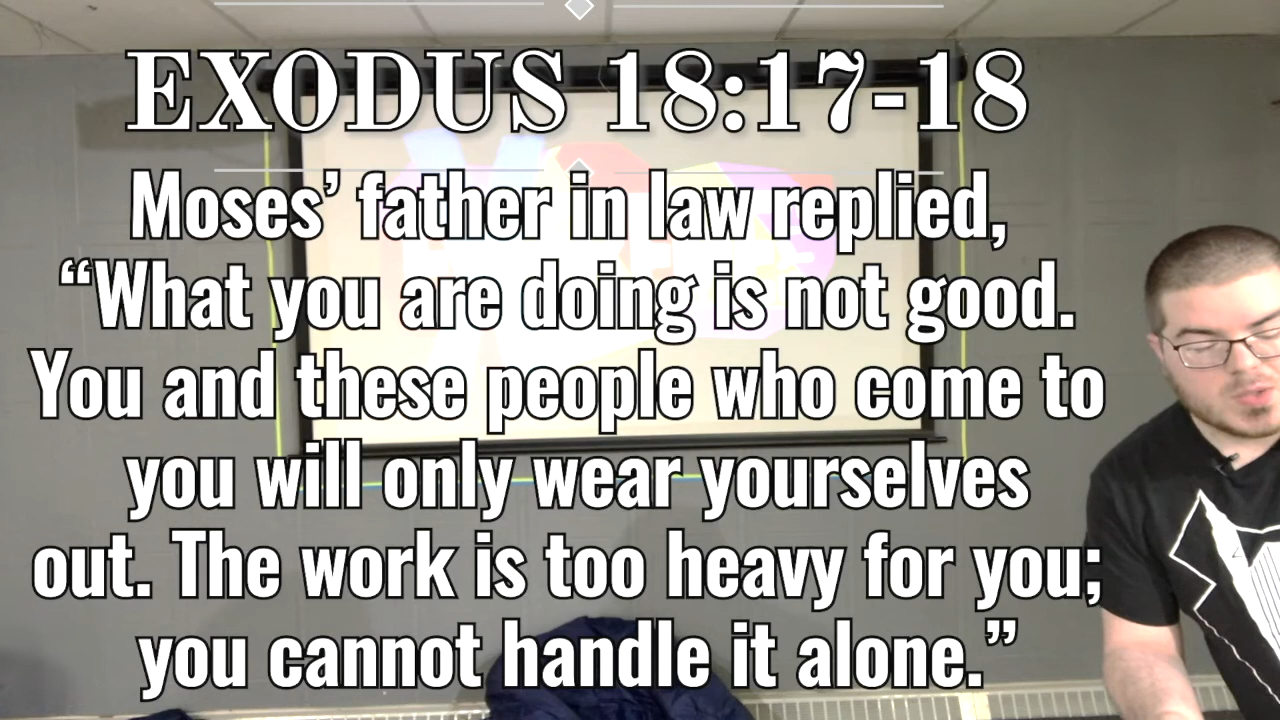 EXODUS 18:17-18
Moses’ father in law replied,
“What you are doing is not good.
You and these people who come to
you will only wear yourselves
out. The work is too heavy for you;
you cannot handle it alone.”